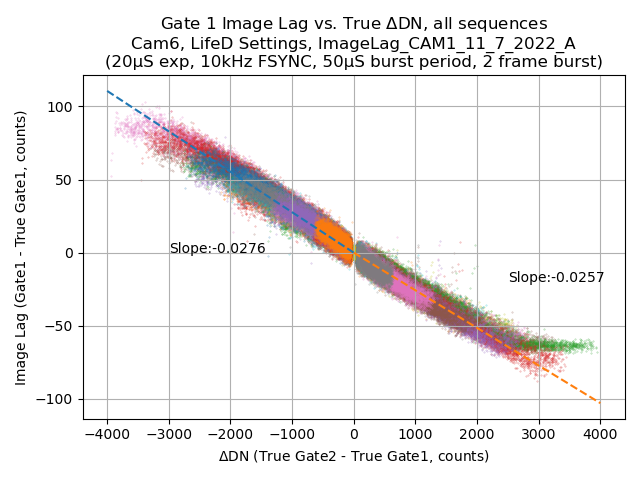 Gate 1 Image Lag vs. True ΔDN, all sequences
Cam6, LifeD Settings, ImageLag_CAM1_11_7_2022_A
(20μS exp, 10kHz FSYNC, 50μS burst period, 2 frame burst)
Image Lag (Gate1 - True Gate1, counts)
100
50
0
−50
−100
Slope:-0.0276
Slope:-0.0257
−4000 −3000 −2000 −1000 0 1000 2000 3000 4000
ΔDN (True Gate2 - True Gate1, counts)